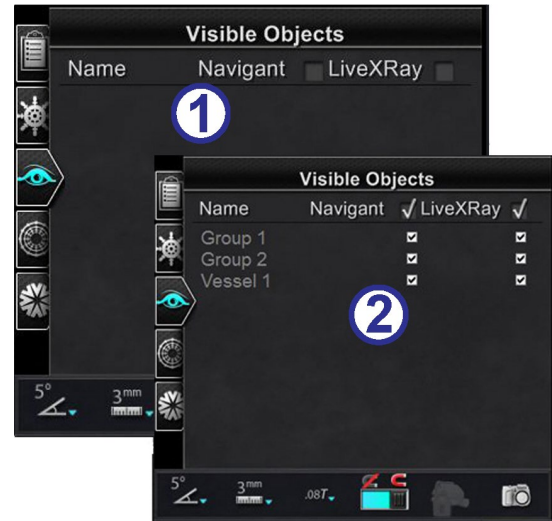 Visible Objects
Name Navigant LiveXRay
1
5° 3mm
Visible Objects
Name Navigant LiveXRay
Group 1
Group 2
Vessel 1
2
5° 3mm .08T